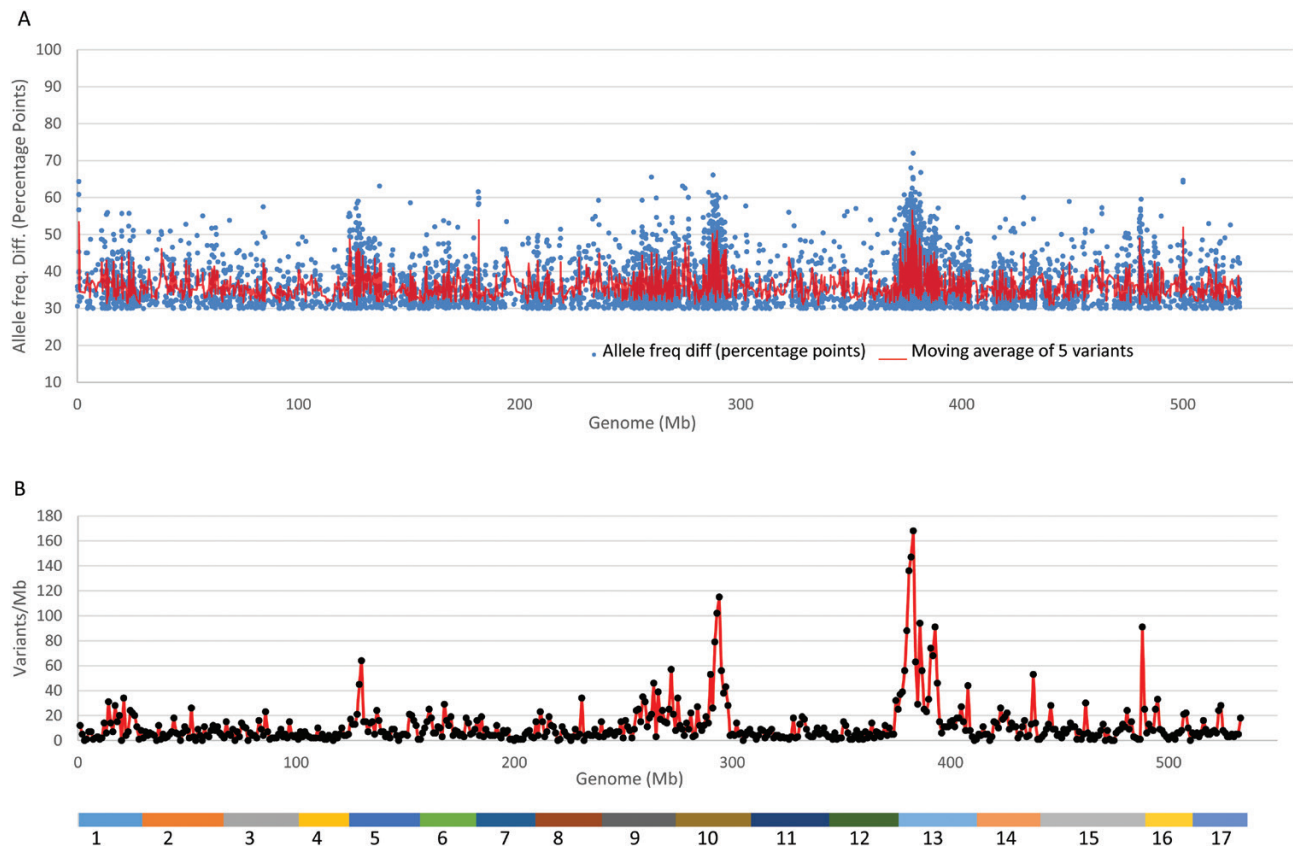 A
Allele freq. Diff. (Percentage Points)
100
90
80
70
60
50
40
30
20
10
Allele freq diff (percentage points) Moving average of 5 variants
0 100 200 300 400 500
Genome (Mb)
B
Variants/Mb
180
160
140
120
100
80
60
40
20
0
0 100 200 300 400 500
Genome (Mb)
1 2 3 4 5 6 7 8 9 10 11 12 13 14 15 16 17